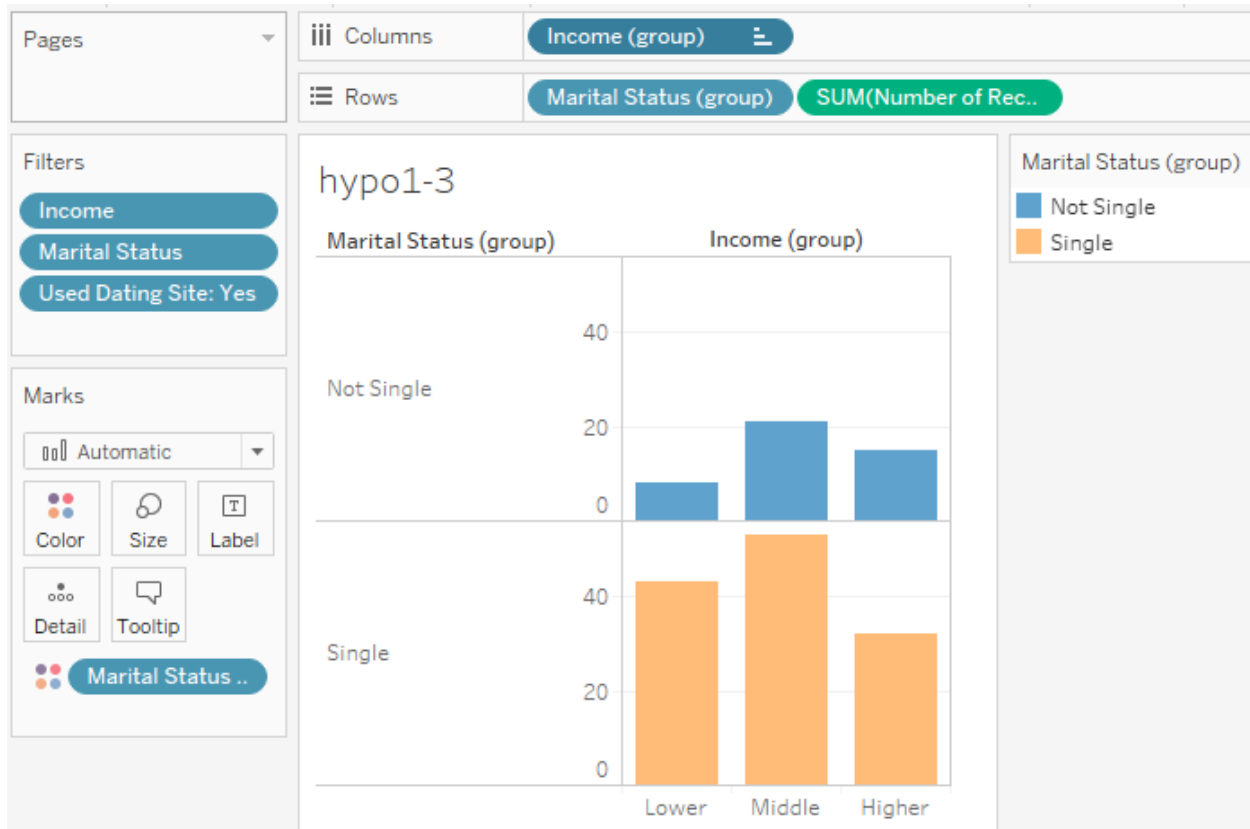 Pages
Columns
Income (group)
Rows
Marital Status (group)
SUM(Number of Rec..
Filters
Income
Marital Status
Used Dating Site: Yes
Marks
Automatic
Color
Size
T
Label
Detail
Tooltip
Marital Status ..
hypo1-3
Marital Status (group)
Income (group)
Not Single
40
20
0
Single
40
20
0
Lower
Middle
Higher
Marital Status (group)
Not Single
Single